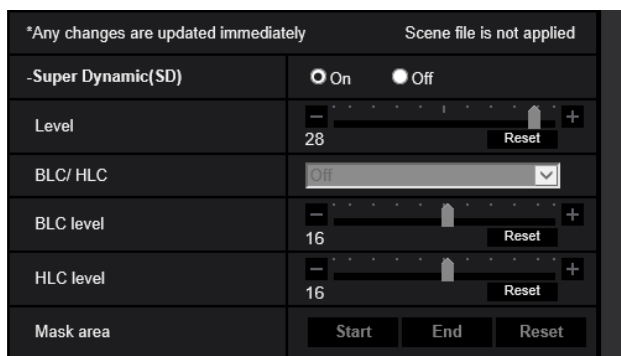 *Any changes are updated immediately Scene file is not applied
-Super Dynamic(SD) On Off
Level
28 Reset
BLC/ HLC Off
BLC level
16 Reset
HLC level
16 Reset
Mask area Start End Reset